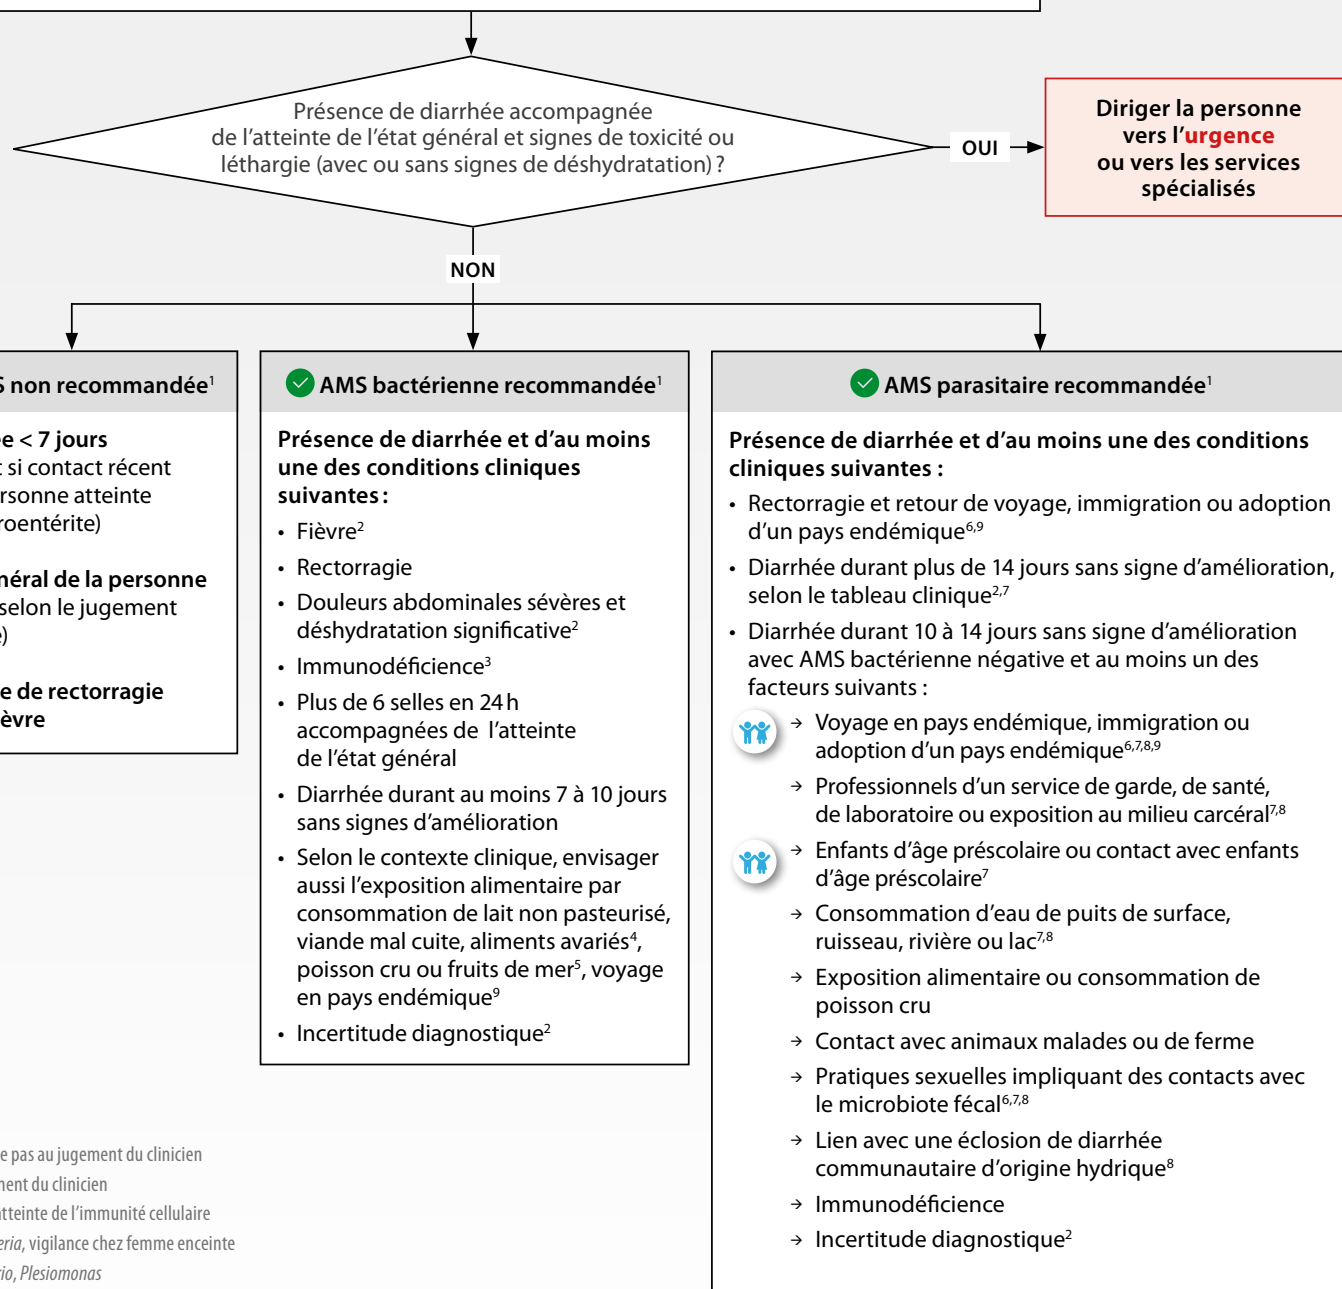 Présence de diarrhée accompagnée
de l’atteinte de l’état général et signes de toxicité ou
léthargie (avec ou sans signes de déshydratation) ?
OUI
Diriger la personne
vers l’urgence
ou vers les services
spécialisés
NON
S non recommandée¹
e < 7 jours
t si contact récent
ersonne atteinte
roentérite)
néral de la personne
selon le jugement
e)
e de rectorragie
ièvre
AMS bactérienne recommandée¹
Présence de diarrhée et d’au moins
une des conditions cliniques
suivantes :
• Fièvre²
• Rectorragie
• Douleurs abdominales sévères et
déshydratation significative²
• Immunodéficience³
• Plus de 6 selles en 24 h
accompagnées de l’atteinte
de l’état général
• Diarrhée durant au moins 7 à 10 jours
sans signes d’amélioration
• Selon le contexte clinique, envisager
aussi l’exposition alimentaire par
consommation de lait non pasteurisé,
viande mal cuite, aliments avariés⁴,
poisson cru ou fruits de mer⁵, voyage
en pays endémique⁹
• Incertitude diagnostique²
AMS parasitaire recommandée¹
Présence de diarrhée et d’au moins une des conditions
cliniques suivantes :
• Rectorragie et retour de voyage, immigration ou adoption
d’un pays endémique⁶,⁹
• Diarrhée durant plus de 14 jours sans signe d’amélioration,
selon le tableau clinique²,⁷
• Diarrhée durant 10 à 14 jours sans signe d’amélioration
avec AMS bactérienne négative et au moins un des
facteurs suivants :
→ Voyage en pays endémique, immigration ou
adoption d’un pays endémique⁶,⁷,⁸,⁹
→ Professionnels d’un service de garde, de santé,
de laboratoire ou exposition au milieu carcéral⁷,⁸
→ Enfants d’âge préscolaire ou contact avec enfants
d’âge préscolaire⁷
→ Consommation d’eau de puits de surface,
ruisseau, rivière ou lac⁷,⁸
→ Exposition alimentaire ou consommation de
poisson cru
→ Contact avec animaux malades ou de ferme
→ Pratiques sexuelles impliquant des contacts avec
le microbiote fécal⁶,⁷,⁸
→ Lien avec une éclosion de diarrhée
communautaire d’origine hydrique⁸
→ Immunodéficience
→ Incertitude diagnostique²
e pas au jugement du clinicien
ment du clinicien
atteinte de l’immunité cellulaire
eria, vigilance chez femme enceinte
rio, Plesiomonas